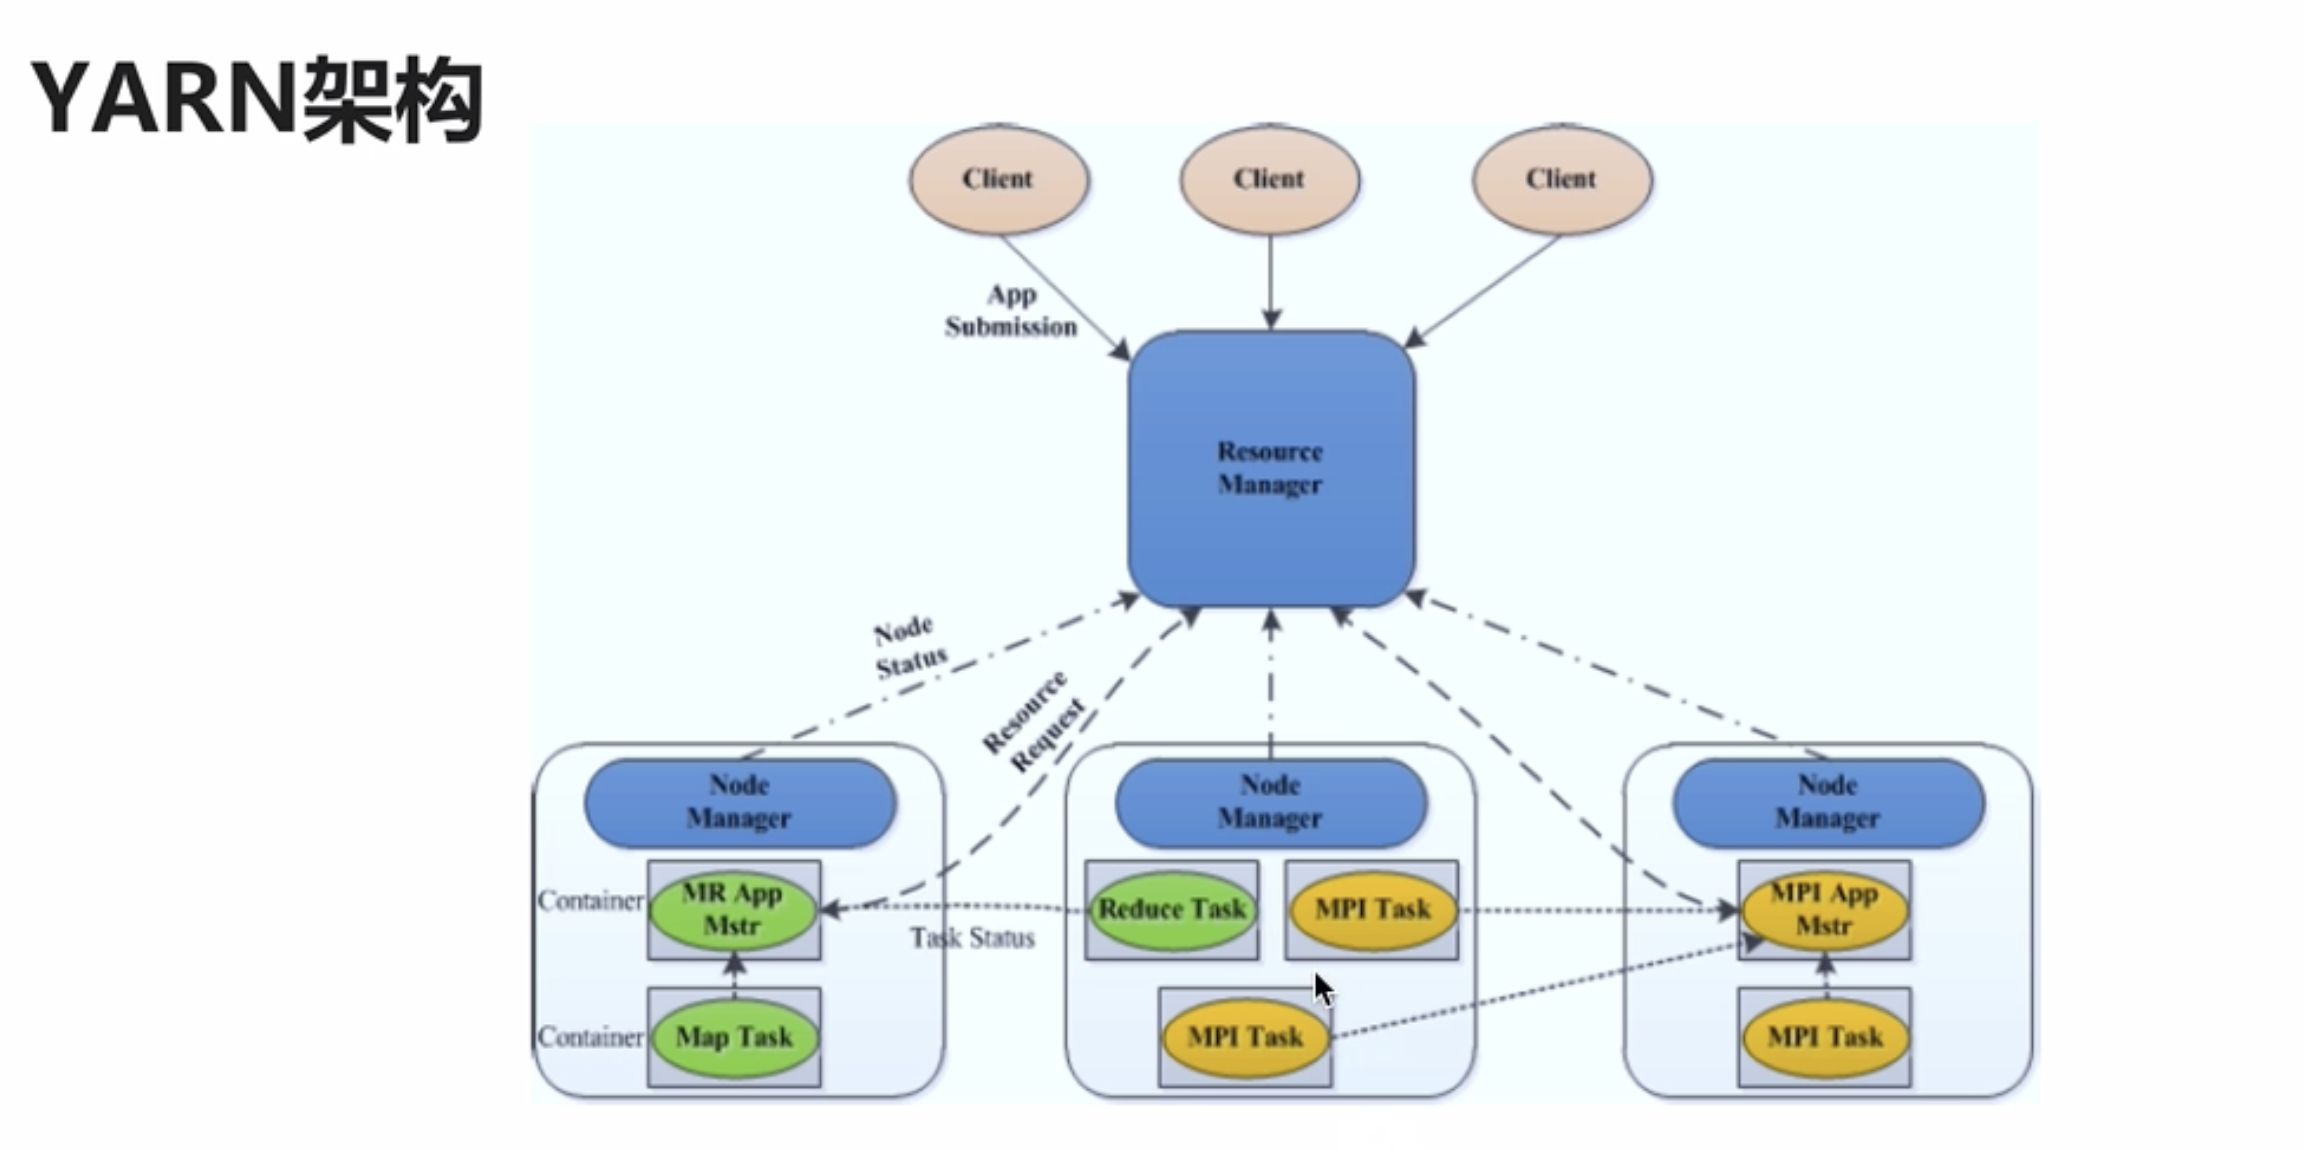 YARN架构
Client
Client
Client
App
Submission
Resource
Manager
Node
Status
Resource
Request
Node
Manager
Node
Manager
Node
Manager
Container
MR App
Mstr
Reduce Task
MPI Task
MPI App
Mstr
Task Status
Container
Map Task
MPI Task
MPI Task